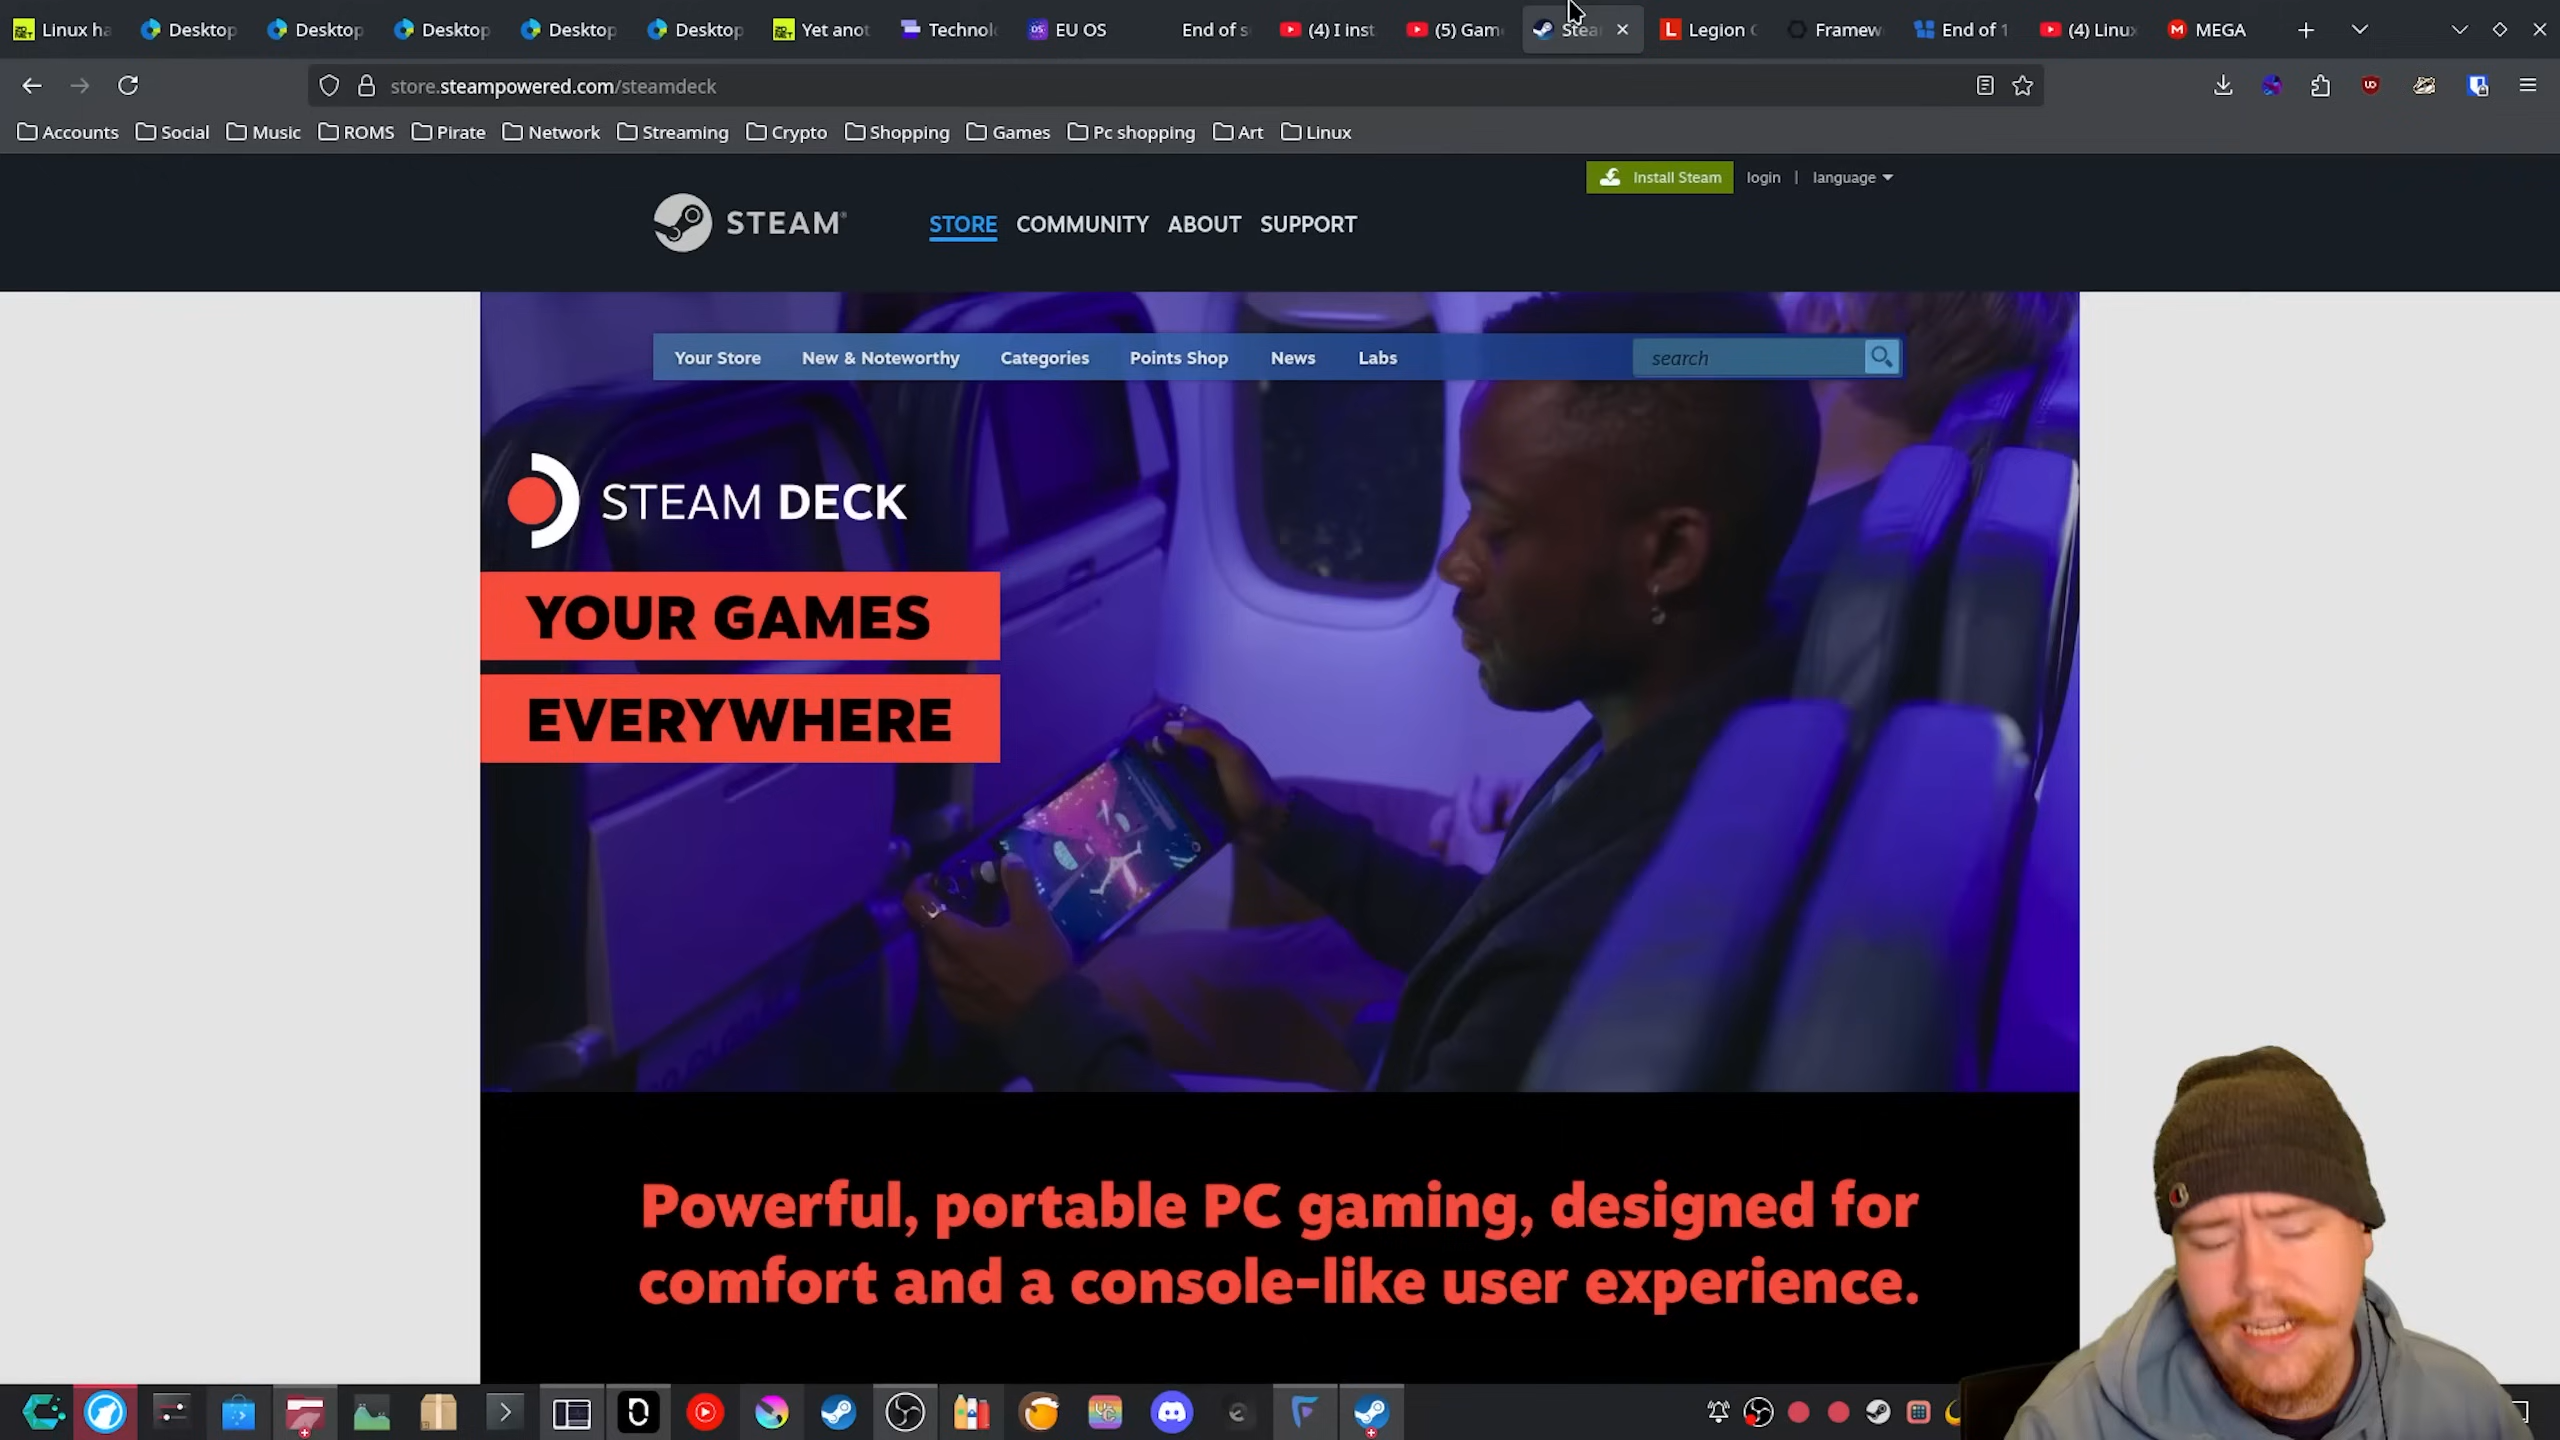 Linux ha
Desktop
Desktop
Desktop
Desktop
Desktop
Yet anot
Technol
EU OS
End of s
(4) I inst
(5) Gam
Stea
Legion
Framew
End of 1
(4) Linux
MEGA
store.steampowered.com/steamdeck
Accounts Social Music ROMS Pirate Network Streaming Crypto Shopping Games Pc shopping Art Linux
Install Steam login | language
STEAM® STORE COMMUNITY ABOUT SUPPORT
Your Store New & Noteworthy Categories Points Shop News Labs search
STEAM DECK
YOUR GAMES
EVERYWHERE
Powerful, portable PC gaming, designed for
comfort and a console-like user experience.